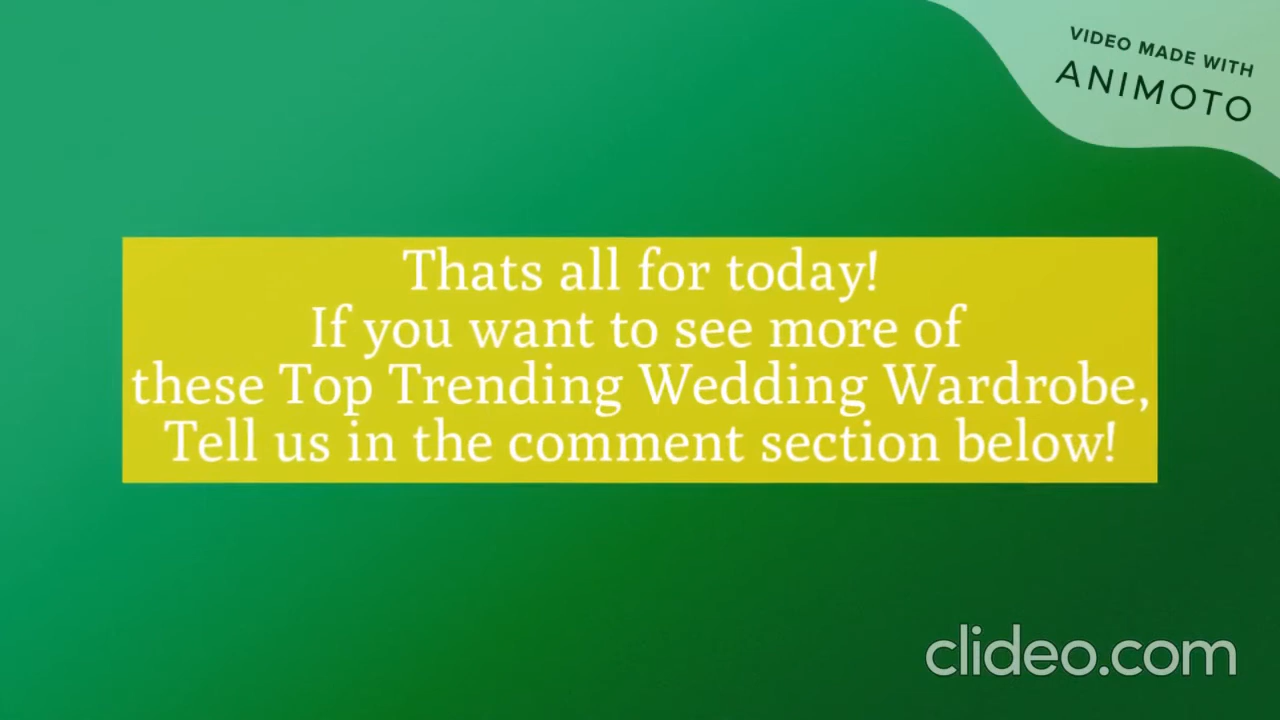 VIDEO MADE WITH
ANIMOTO
Thats all for today!
If you want to see more of
these Top Trending Wedding Wardrobe,
Tell us in the comment section below!
clideo.com